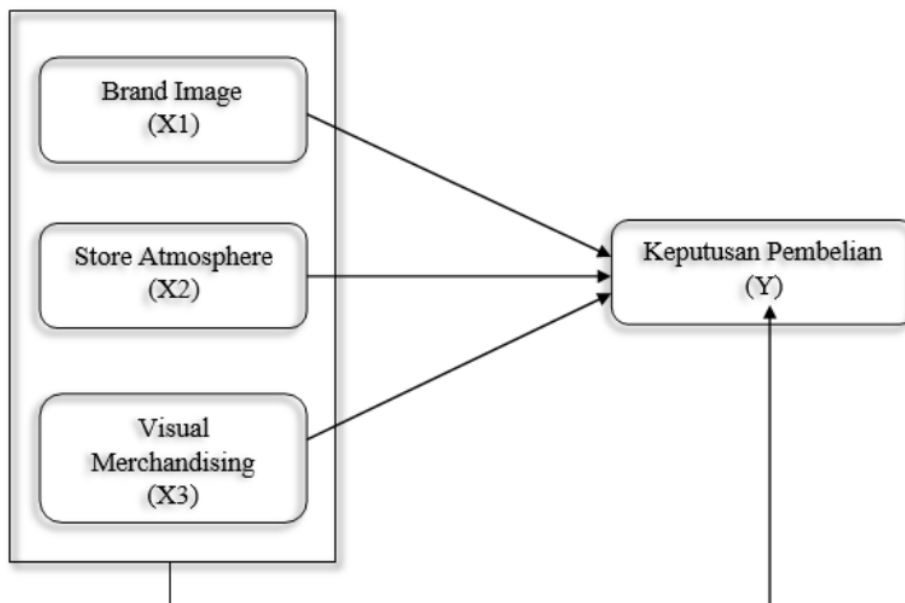 Brand Image
(X1)
Store Atmosphere
(X2)
Visual
Merchandising
(X3)
Keputusan Pembelian
(Y)